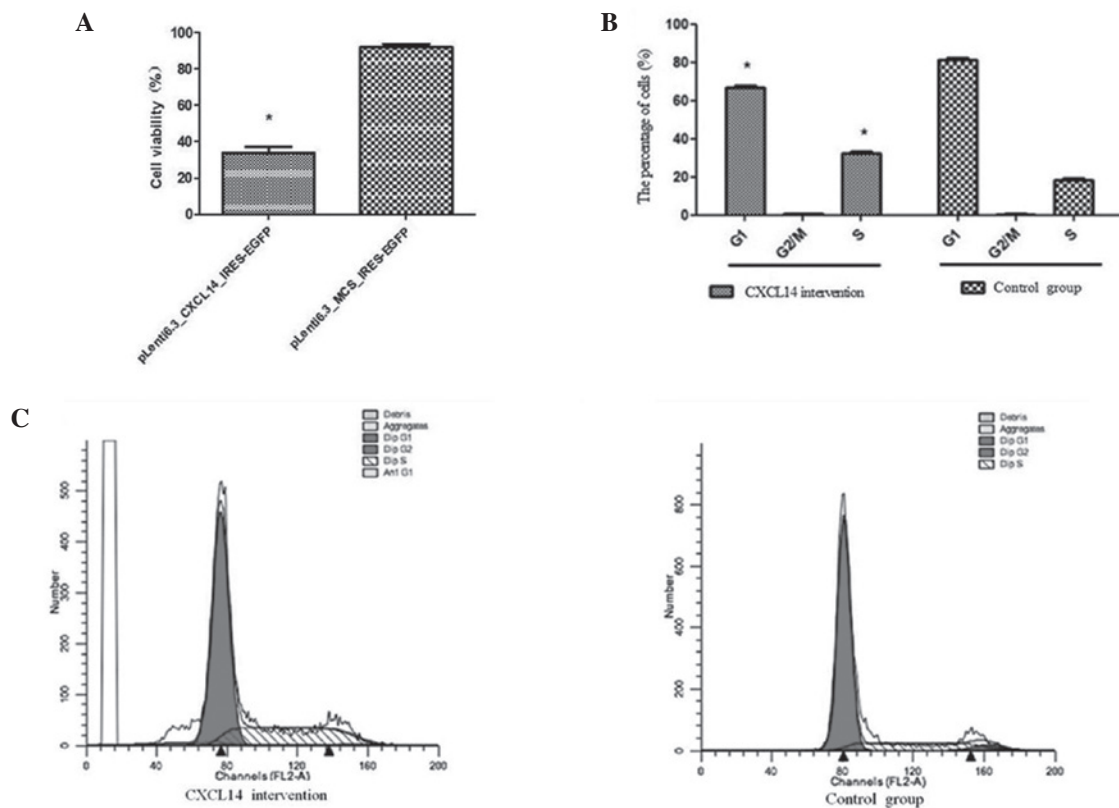 A
Cell viability (%)
100
80
60
40
20
0
*
pLenti6.3_CXCL14_IRES-EGFP
pLenti6.3_MCS_IRES-EGFP
B
The percentage of cells (%)
100
80
60
40
20
0
*
*
G1
G2/M
S
G1
G2/M
S
CXCL14 intervention
Control group
C
Debris
Aggregates
Dip G1
Dip G2
Dip S
An1 G1
Number
500
400
300
200
100
0
0 40 80 120 160 200
Channels (FL2-A)
CXCL14 intervention
Debris
Aggregates
Dip G1
Dip G2
Dip S
Number
800
600
400
200
0
0 40 80 120 160 200
Channels (FL2-A)
Control group